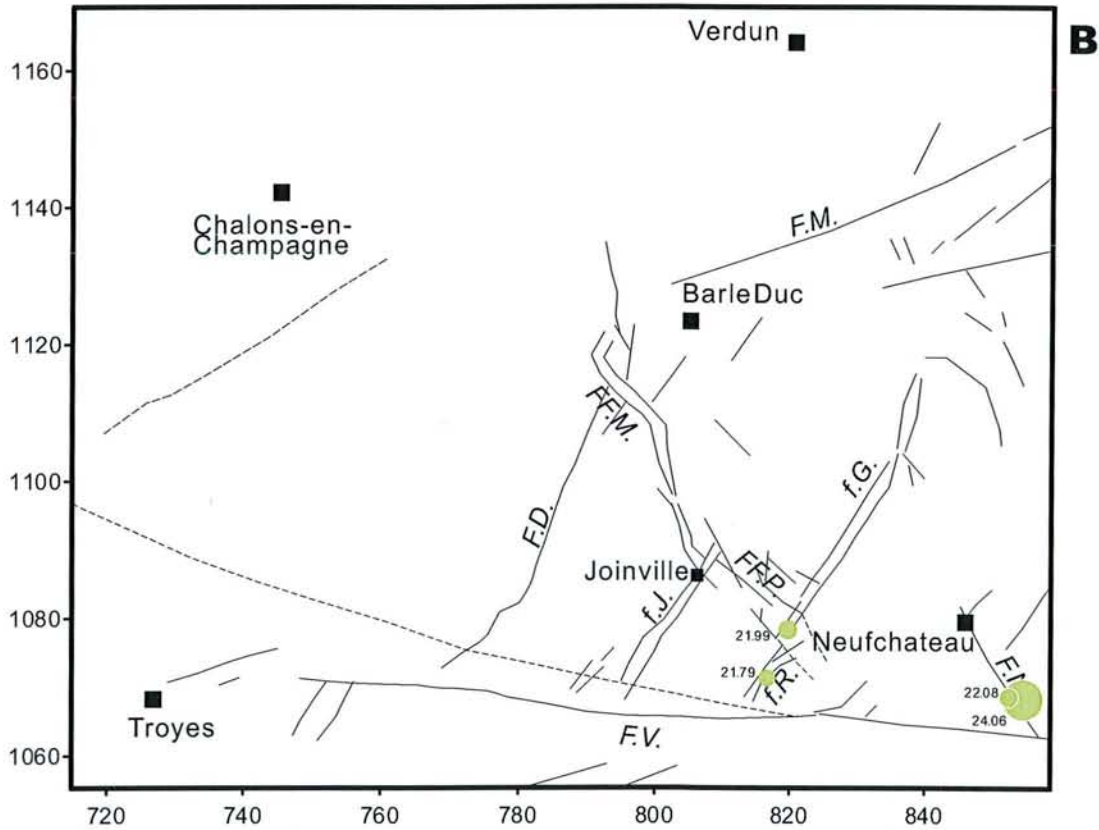 B
Verdun
1160
1140
Chalons-en-
Champagne
F.M.
BarleDuc
1120
F.F.M.
1100
f.G.
F.D.
F.F.P.
Joinville
f.J.
1080
21.99
Neufchateau
21.79
f.R.
22.08
24.06
Troyes
F.V.
1060
720
740
760
780
800
820
840